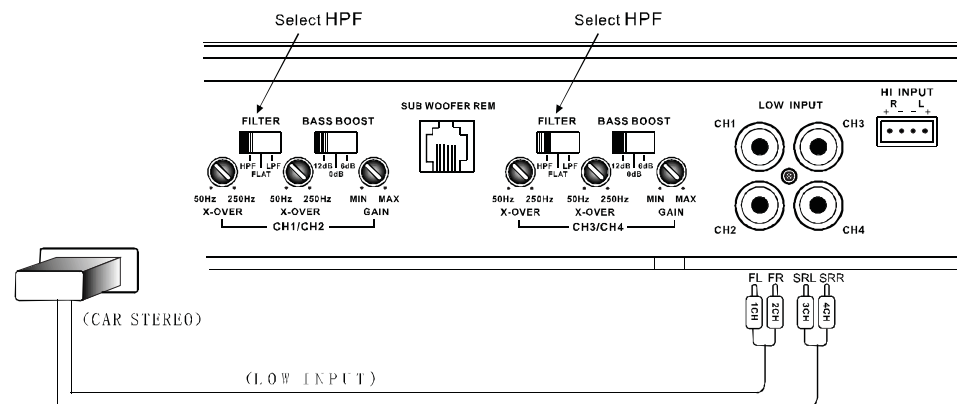 Select HPF
Select HPF
SUB WOOFER REM
HI INPUT
R L
+ - - +
LOW INPUT
FILTER BASS BOOST
FILTER BASS BOOST
CH1 CH3
HPF LPF
FLAT
12dB 6dB
0dB
HPF LPF
FLAT
12dB 6dB
0dB
50Hz 250Hz 50Hz 250Hz MIN MAX
X-OVER X-OVER GAIN
CH1/CH2
50Hz 250Hz 50Hz 250Hz MIN MAX
X-OVER X-OVER GAIN
CH3/CH4
CH2 CH4
FL FR SRL SRR
1CH 2CH 3CH 4CH
(CAR STEREO)
(LOW INPUT)